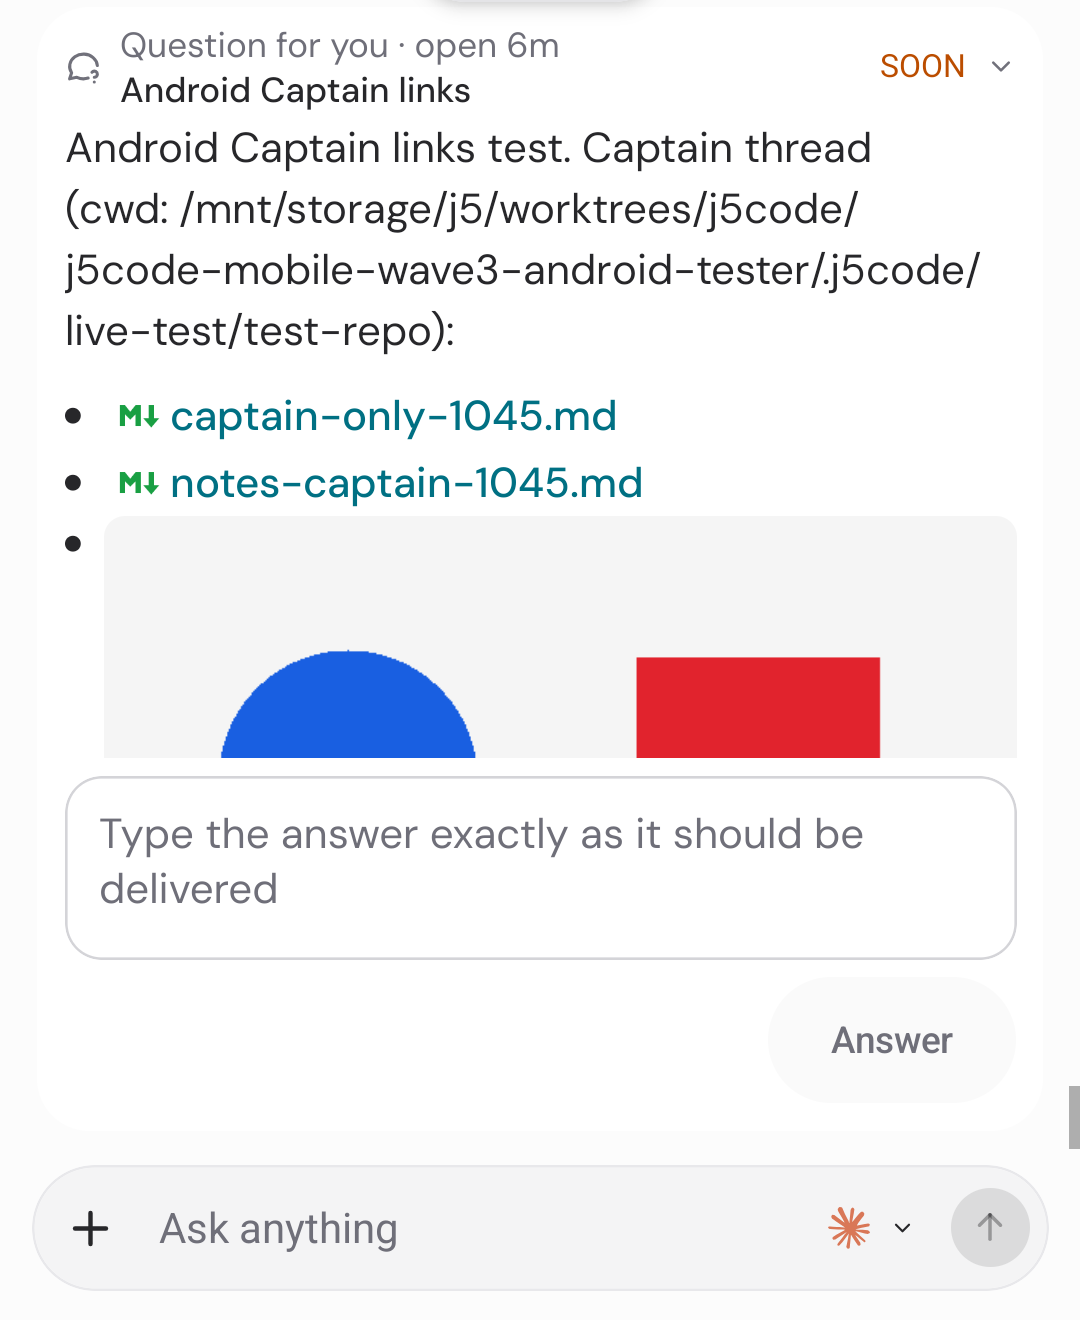 Question for you · open 6m
SOON
Android Captain links
Android Captain links test. Captain thread
(cwd: /mnt/storage/j5/worktrees/j5code/
j5code-mobile-wave3-android-tester/.j5code/
live-test/test-repo):
• M↓ captain-only-1045.md
• M↓ notes-captain-1045.md
•
Type the answer exactly as it should be
delivered
Answer
Ask anything